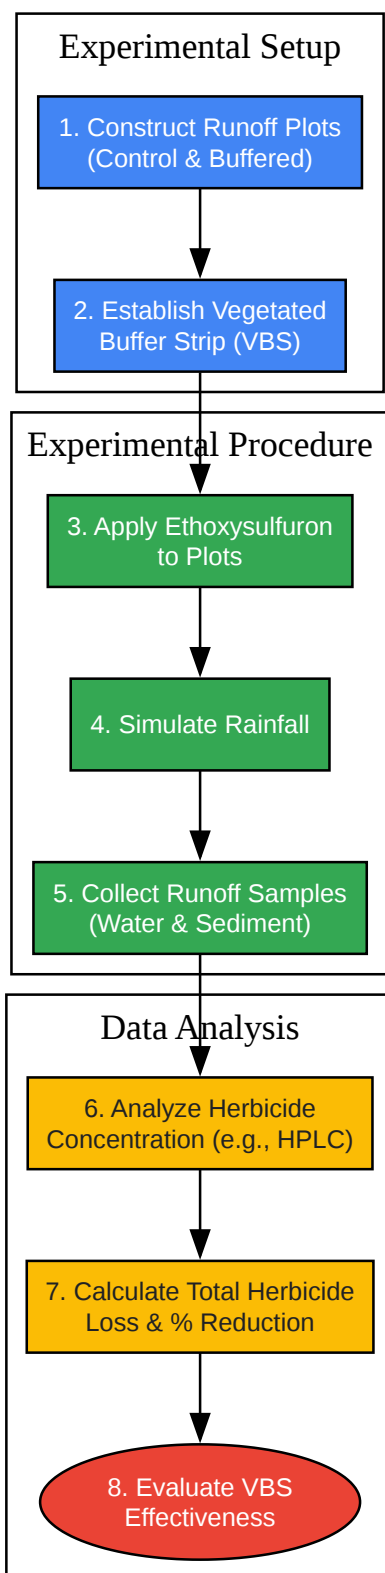 Experimental Setup
1. Construct Runoff Plots
(Control & Buffered)
2. Establish Vegetated
Buffer Strip (VBS)
Experimental Procedure
3. Apply Ethoxysulfuron
to Plots
4. Simulate Rainfall
5. Collect Runoff Samples
(Water & Sediment)
Data Analysis
6. Analyze Herbicide
Concentration (e.g., HPLC)
7. Calculate Total Herbicide
Loss & % Reduction
8. Evaluate VBS
Effectiveness